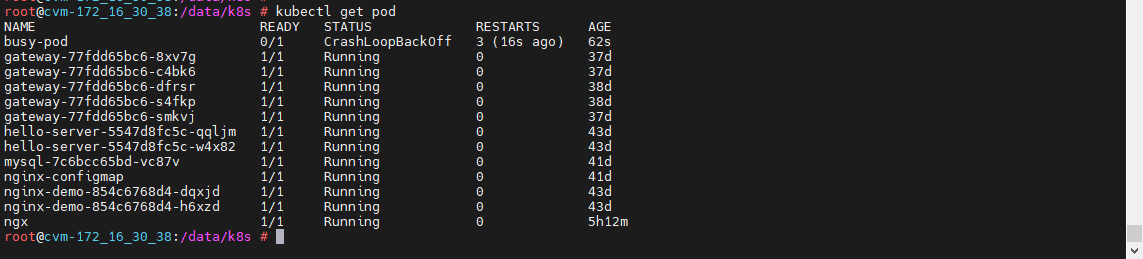 root@cvm-172_16_30_38:/data/k8s # kubectl get pod
NAME READY STATUS RESTARTS AGE
busy-pod 0/1 CrashLoopBackOff 3 (16s ago) 62s
gateway-77fdd65bc6-8xv7g 1/1 Running 0 37d
gateway-77fdd65bc6-c4bk6 1/1 Running 0 37d
gateway-77fdd65bc6-dfrsr 1/1 Running 0 38d
gateway-77fdd65bc6-s4fkp 1/1 Running 0 38d
gateway-77fdd65bc6-smkvj 1/1 Running 0 37d
hello-server-5547d8fc5c-qqljm 1/1 Running 0 43d
hello-server-5547d8fc5c-w4x82 1/1 Running 0 43d
mysql-7c6bcc65bd-vc87v 1/1 Running 0 41d
nginx-configmap 1/1 Running 0 41d
nginx-demo-854c6768d4-dqxjd 1/1 Running 0 43d
nginx-demo-854c6768d4-h6xzd 1/1 Running 0 43d
ngx 1/1 Running 0 5h12m
root@cvm-172_16_30_38:/data/k8s #